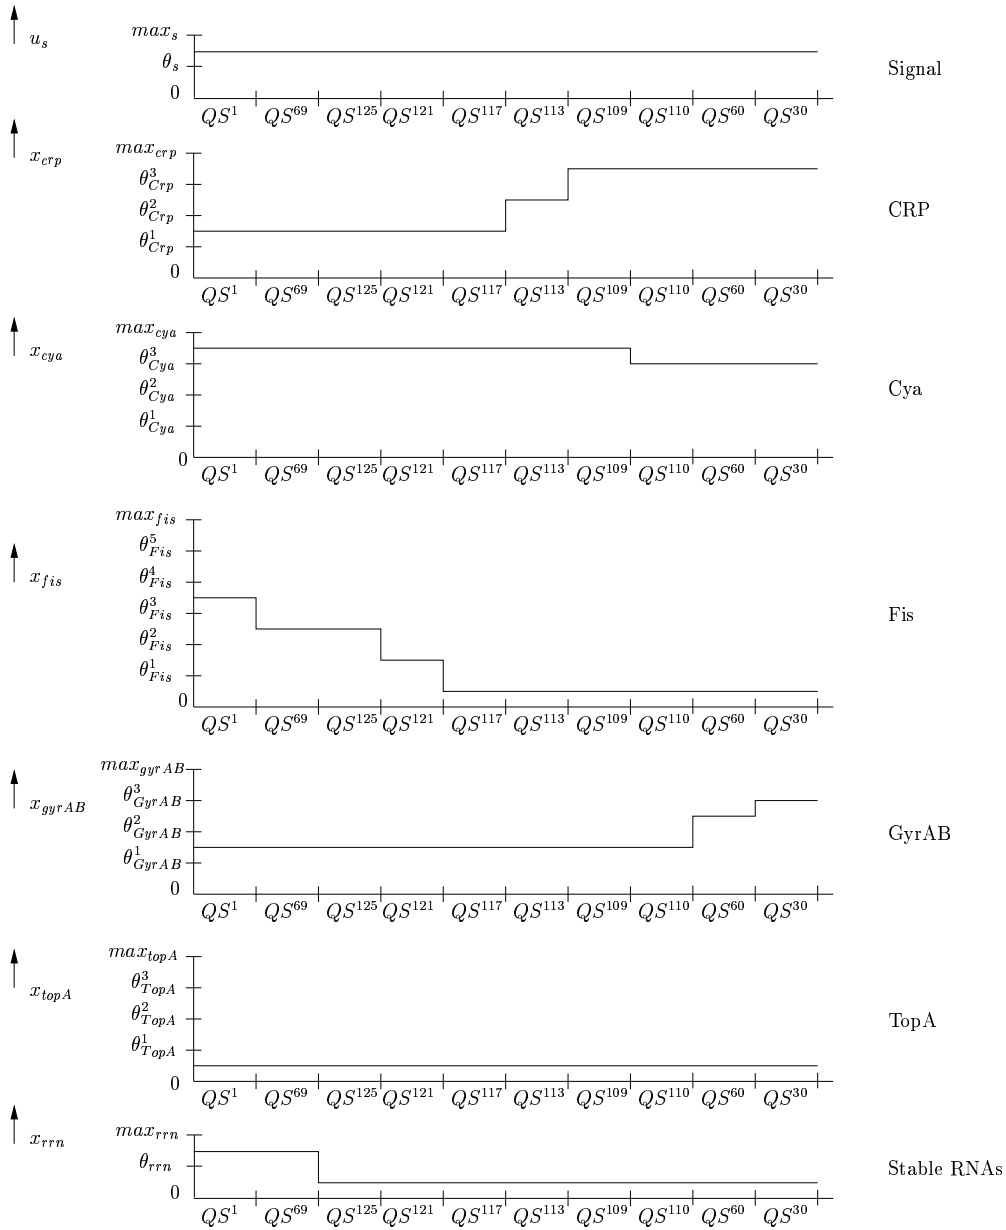 u_s
max_s
θ_s
0
Signal
QS^1 QS^69 QS^125 QS^121 QS^117 QS^113 QS^109 QS^110 QS^60 QS^30
x_crp
max_crp
θ^3_Crp
θ^2_Crp
θ^1_Crp
0
CRP
QS^1 QS^69 QS^125 QS^121 QS^117 QS^113 QS^109 QS^110 QS^60 QS^30
x_cya
max_cya
θ^3_Cya
θ^2_Cya
θ^1_Cya
0
Cya
QS^1 QS^69 QS^125 QS^121 QS^117 QS^113 QS^109 QS^110 QS^60 QS^30
x_fis
max_fis
θ^5_Fis
θ^4_Fis
θ^3_Fis
θ^2_Fis
θ^1_Fis
0
Fis
QS^1 QS^69 QS^125 QS^121 QS^117 QS^113 QS^109 QS^110 QS^60 QS^30
x_gyrAB
max_gyrAB
θ^3_GyrAB
θ^2_GyrAB
θ^1_GyrAB
0
GyrAB
QS^1 QS^69 QS^125 QS^121 QS^117 QS^113 QS^109 QS^110 QS^60 QS^30
x_topA
max_topA
θ^3_TopA
θ^2_TopA
θ^1_TopA
0
TopA
QS^1 QS^69 QS^125 QS^121 QS^117 QS^113 QS^109 QS^110 QS^60 QS^30
x_rrn
max_rrn
θ_rrn
0
Stable RNAs
QS^1 QS^69 QS^125 QS^121 QS^117 QS^113 QS^109 QS^110 QS^60 QS^30